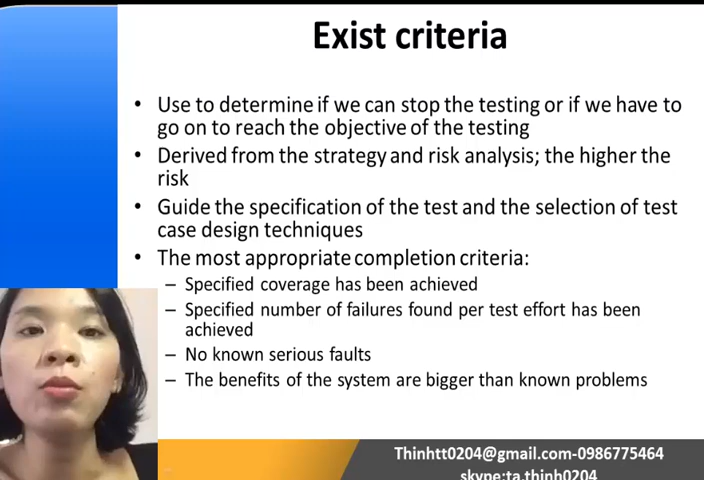 Exist criteria
• Use to determine if we can stop the testing or if we have to
go on to reach the objective of the testing
• Derived from the strategy and risk analysis; the higher the
risk
• Guide the specification of the test and the selection of test
case design techniques
• The most appropriate completion criteria:
– Specified coverage has been achieved
– Specified number of failures found per test effort has been
achieved
– No known serious faults
– The benefits of the system are bigger than known problems
Thinhtt0204@gmail.com-0986775464
skype:ta.thinh0204